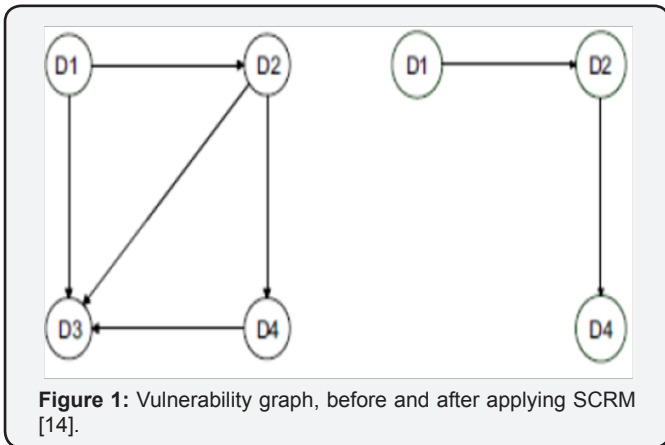 D1 D2 D1 D2
D3 D4 D4
Figure 1: Vulnerability graph, before and after applying SCRM
[14].